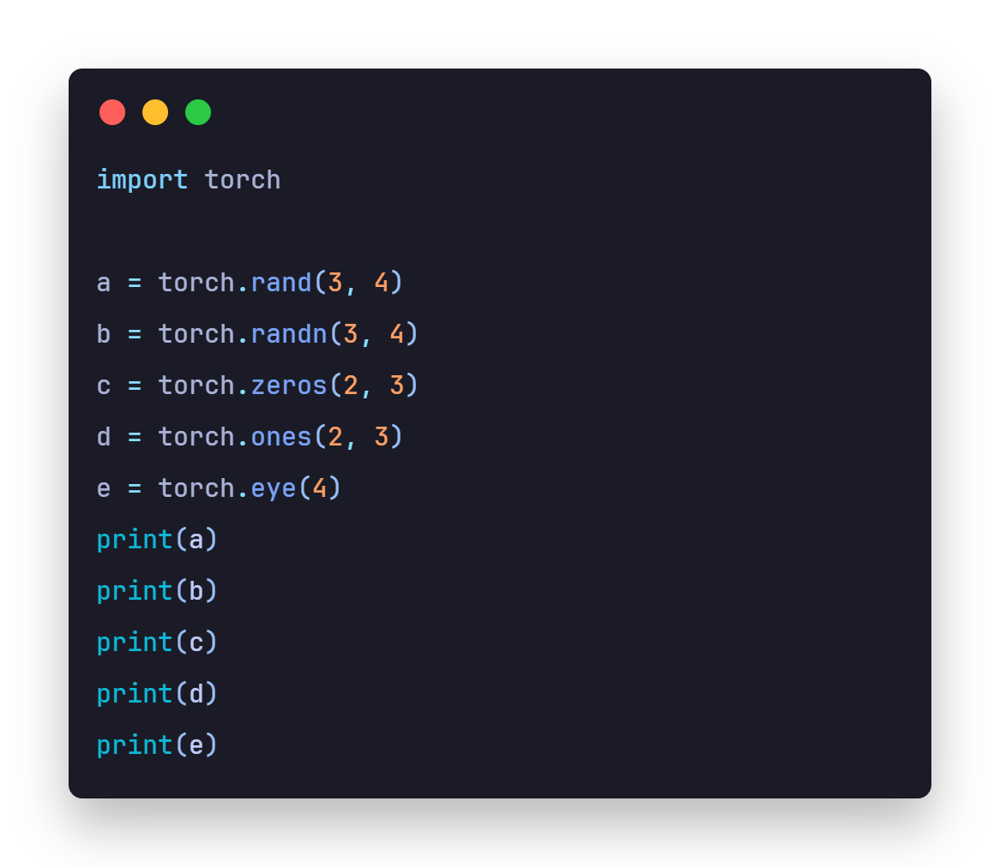 import torch
a = torch.rand(3, 4)
b = torch.randn(3, 4)
c = torch.zeros(2, 3)
d = torch.ones(2, 3)
e = torch.eye(4)
print(a)
print(b)
print(c)
print(d)
print(e)